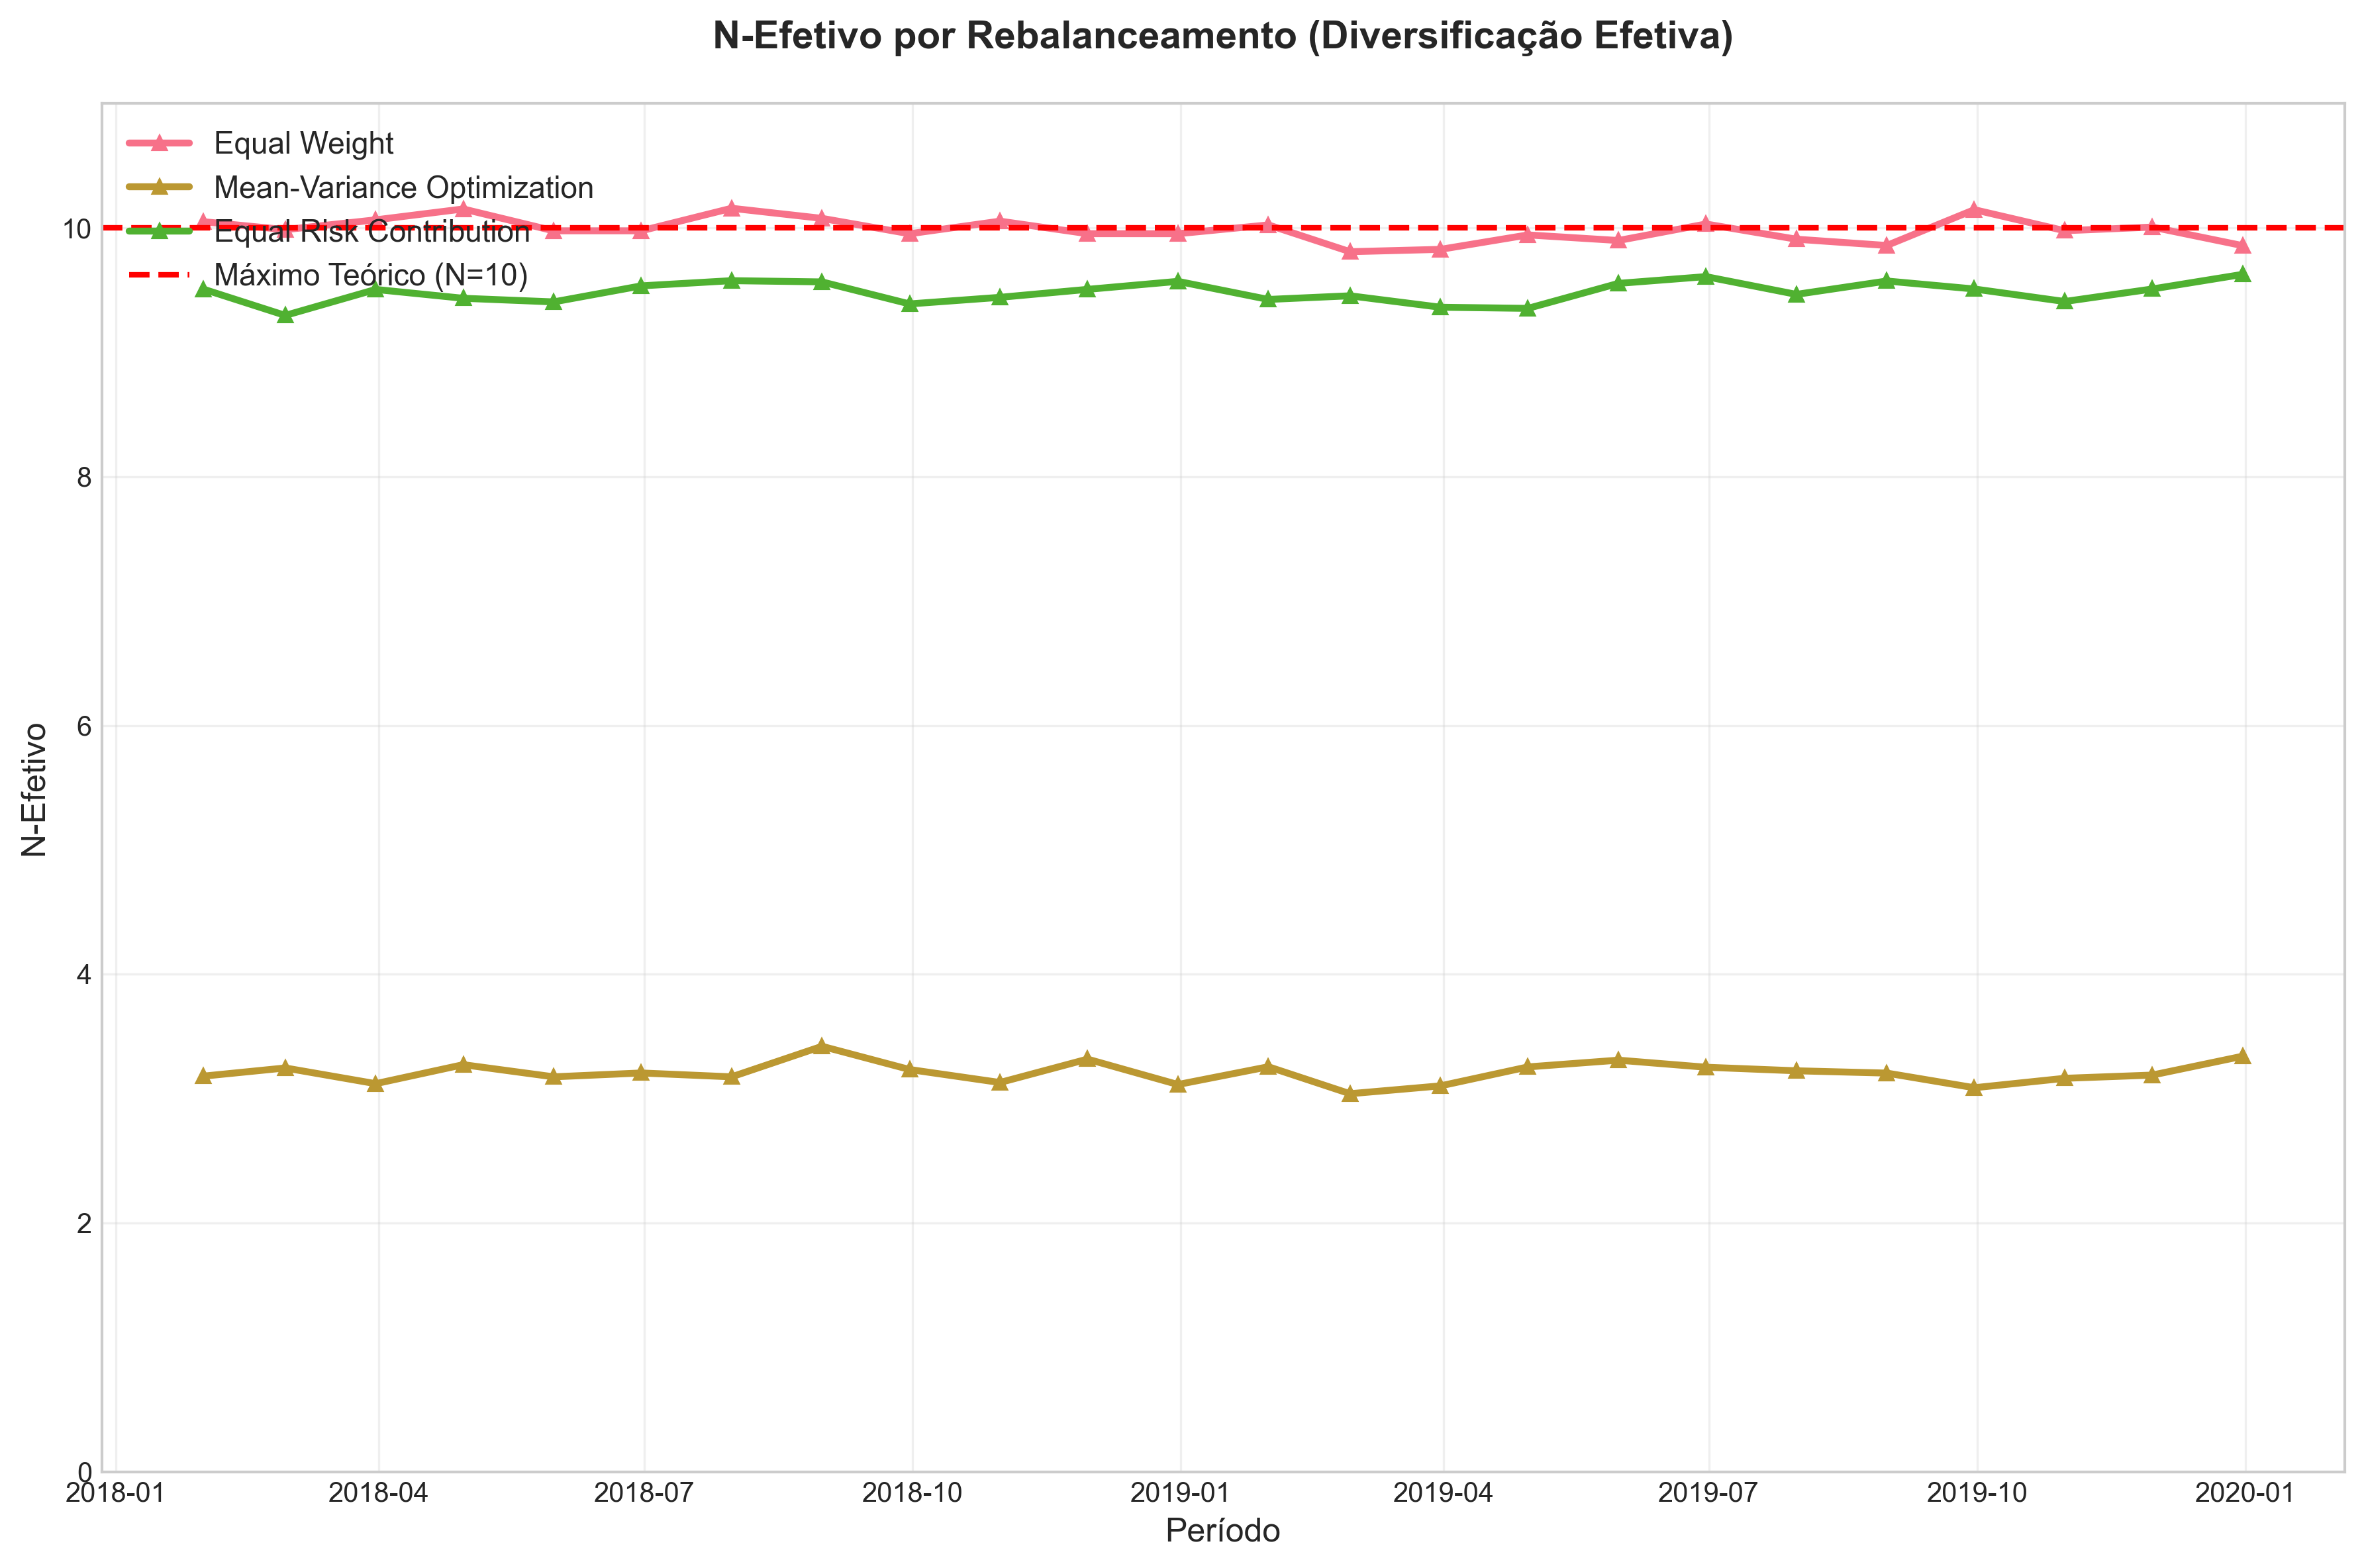 N-Efetivo por Rebalanceamento (Diversificação Efetiva)
Equal Weight
Mean-Variance Optimization
Equal Risk Contribution
Máximo Teórico (N=10)
N-Efetivo
10
8
6
4
2
0
2018-01
2018-04
2018-07
2018-10
2019-01
2019-04
2019-07
2019-10
2020-01
Período